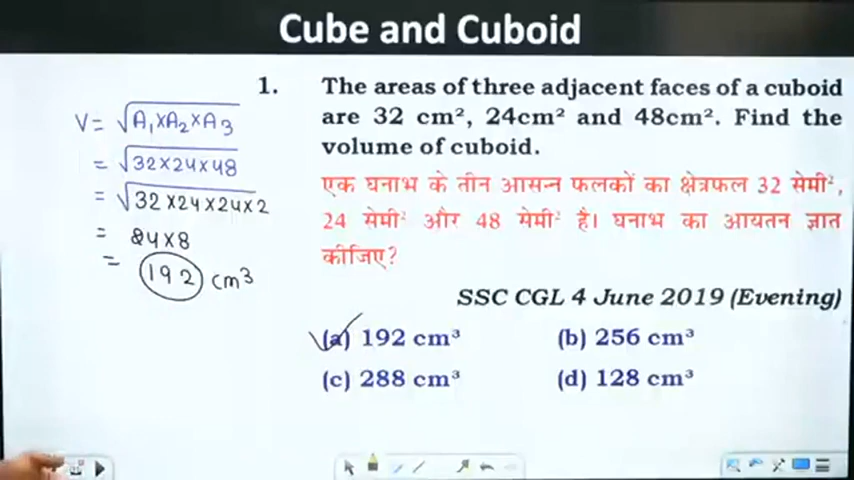 Cube and Cuboid
V = √A₁×A₂×A₃
= √32×24×48
= √32×24×24×2
= 24×8
= 192 cm³
1. The areas of three adjacent faces of a cuboid
are 32 cm², 24cm² and 48cm². Find the
volume of cuboid.
एक घनाभ के तीन आसन्न फलकों का क्षेत्रफल 32 सेमी²,
24 सेमी² और 48 सेमी² है। घनाभ का आयतन ज्ञात
कीजिए?
SSC CGL 4 June 2019 (Evening)
(a) 192 cm³ (b) 256 cm³
(c) 288 cm³ (d) 128 cm³